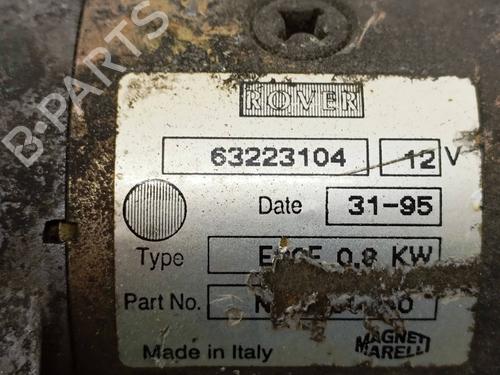 B-PARTS
ROVER
63223104 12 V
Date 31-95
Type 0.8 KW
Part No.
Made in Italy MAGNETI MARELLI